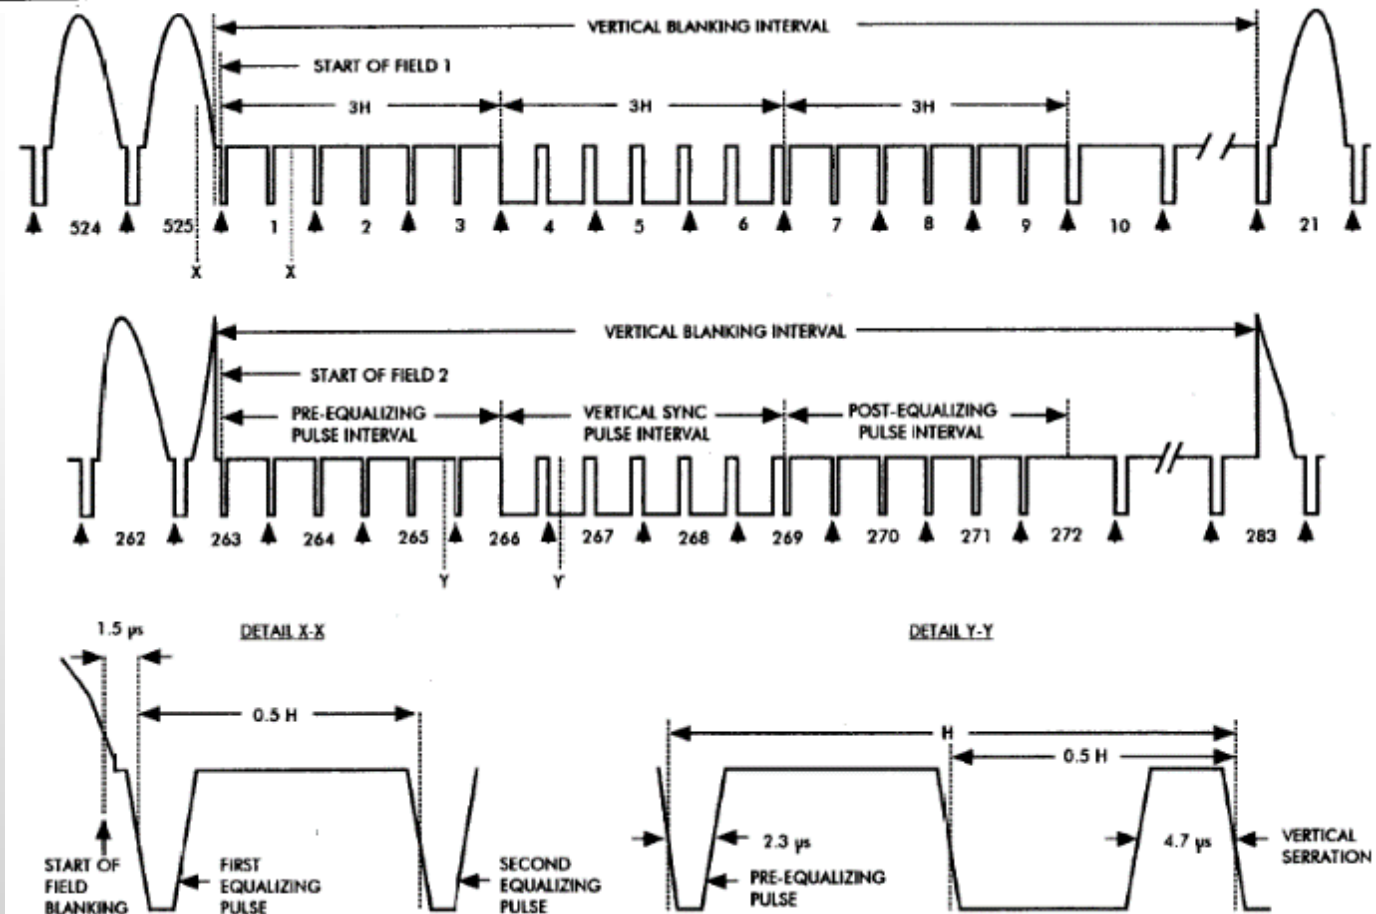 VERTICAL BLANKING INTERVAL
START OF FIELD 1
3H 3H 3H
524 525 1 2 3 4 5 6 7 8 9 10 21
X X
VERTICAL BLANKING INTERVAL
START OF FIELD 2
PRE-EQUALIZING VERTICAL SYNC POST-EQUALIZING
PULSE INTERVAL PULSE INTERVAL PULSE INTERVAL
262 263 264 265 266 267 268 269 270 271 272 283
Y Y
1.5 µs DETAIL X-X DETAIL Y-Y
0.5 H
H
0.5 H
2.3 µs 4.7 µs
START OF
FIELD
BLANKING
FIRST
EQUALIZING
PULSE
SECOND
EQUALIZING
PULSE
PRE-EQUALIZING
PULSE
VERTICAL
SERRATION